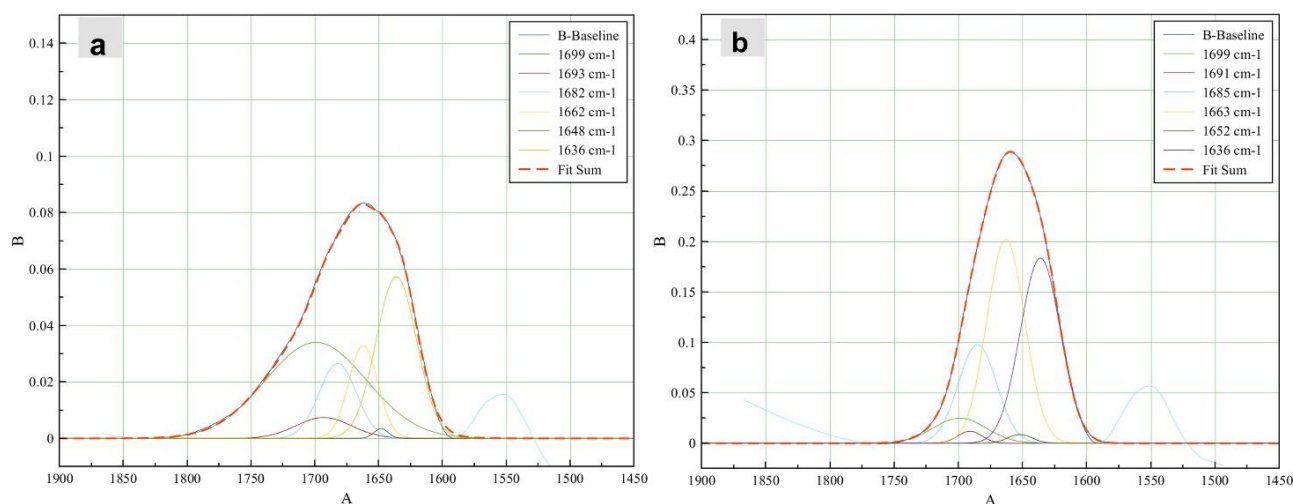 a
B-Baseline
1699 cm-1
1693 cm-1
1682 cm-1
1662 cm-1
1648 cm-1
1636 cm-1
Fit Sum
0.14
0.12
0.1
0.08
0.06
0.04
0.02
0
B
1900 1850 1800 1750 1700 1650 1600 1550 1500 1450
A
b
B-Baseline
1699 cm-1
1691 cm-1
1685 cm-1
1663 cm-1
1652 cm-1
1636 cm-1
Fit Sum
0.4
0.35
0.3
0.25
0.2
0.15
0.1
0.05
0
B
1900 1850 1800 1750 1700 1650 1600 1550 1500 1450
A